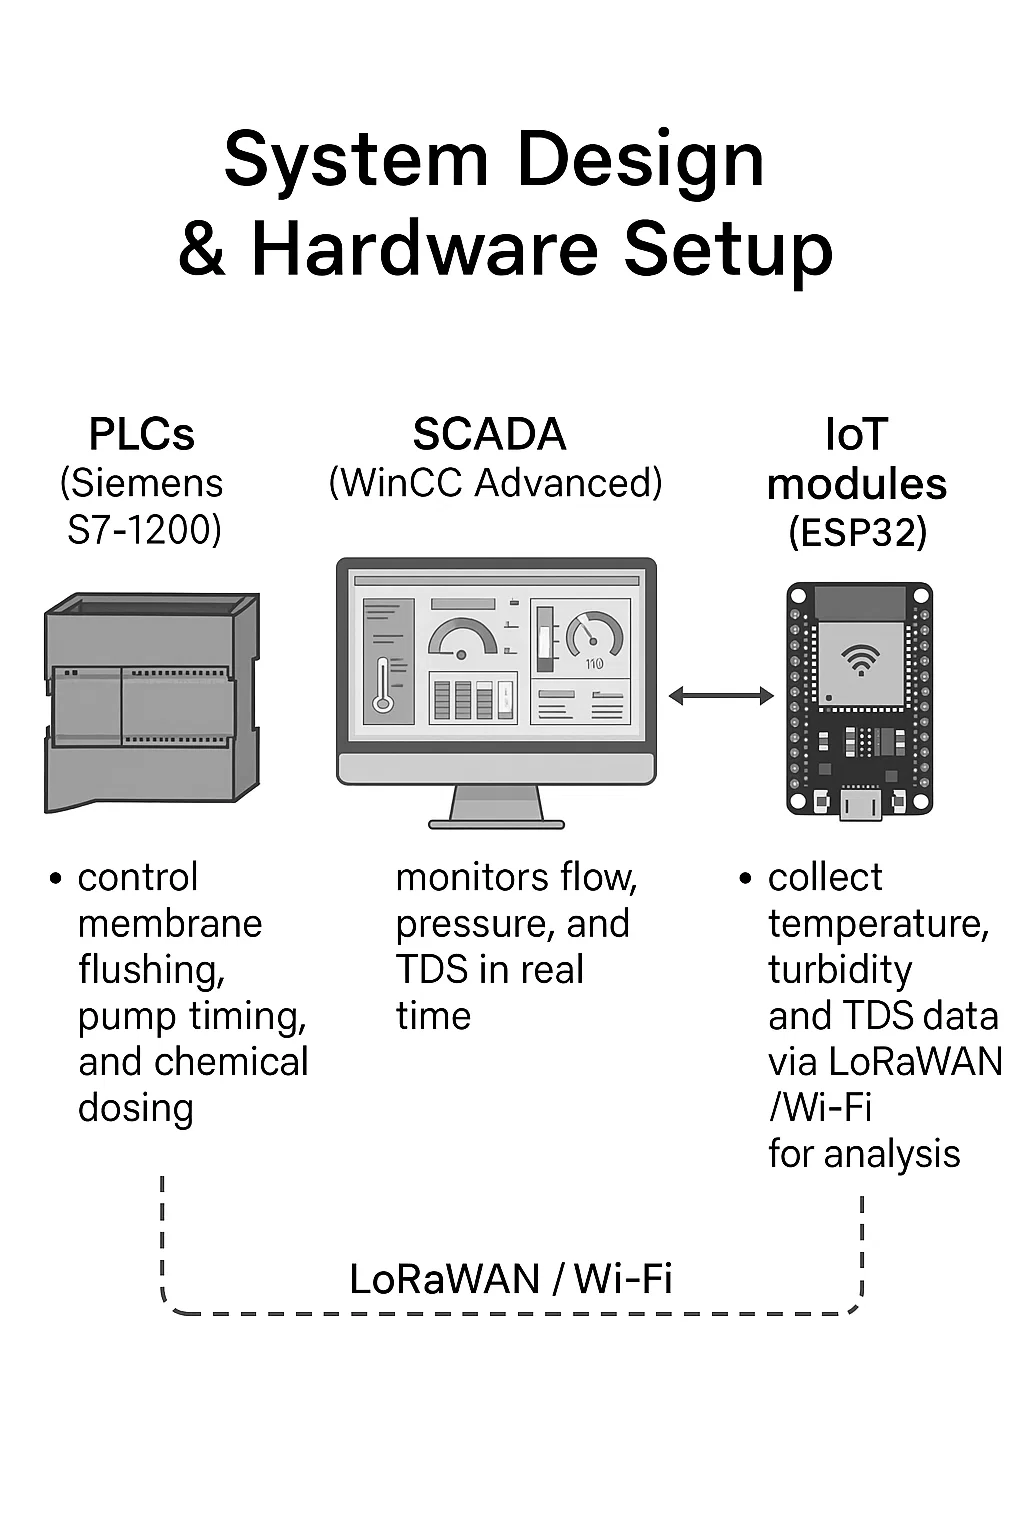 System Design
& Hardware Setup
PLCs
(Siemens
S7-1200)
SCADA
(WinCC Advanced)
IoT
modules
(ESP32)
110
• control
membrane
flushing,
pump timing,
and chemical
dosing
monitors flow,
pressure, and
TDS in real
time
• collect
temperature,
turbidity
and TDS data
via LoRaWAN
/Wi-Fi
for analysis
LoRaWAN / Wi-Fi